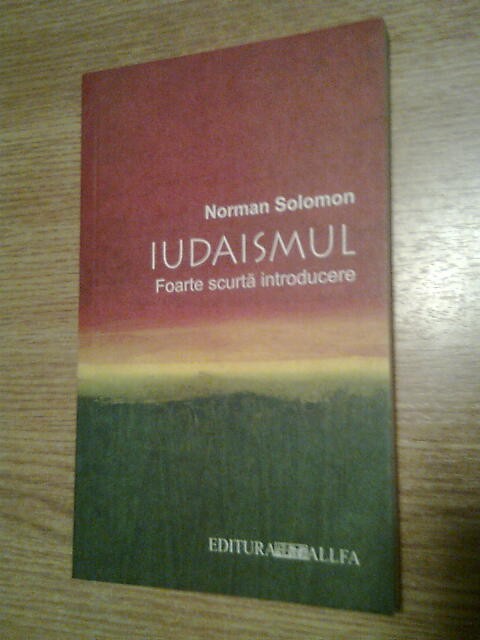 Norman Solomon
IUDAISMUL
Foarte scurtă introducere
EDITURA ALLFA